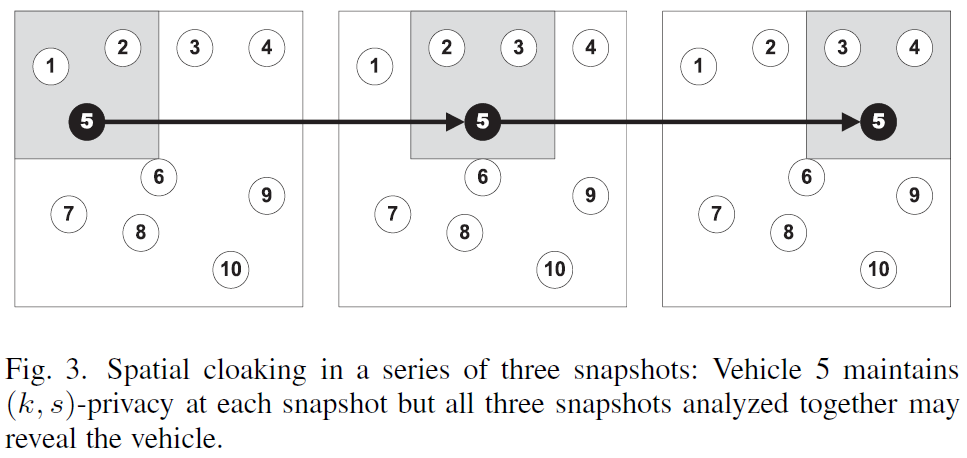 1 2 3 4
5
6
7 8 9
10
1 2 3 4
5
6
7 8 9
10
1 2 3 4
5
6
7 8 9
10
Fig. 3. Spatial cloaking in a series of three snapshots: Vehicle 5 maintains
(k, s)-privacy at each snapshot but all three snapshots analyzed together may
reveal the vehicle.